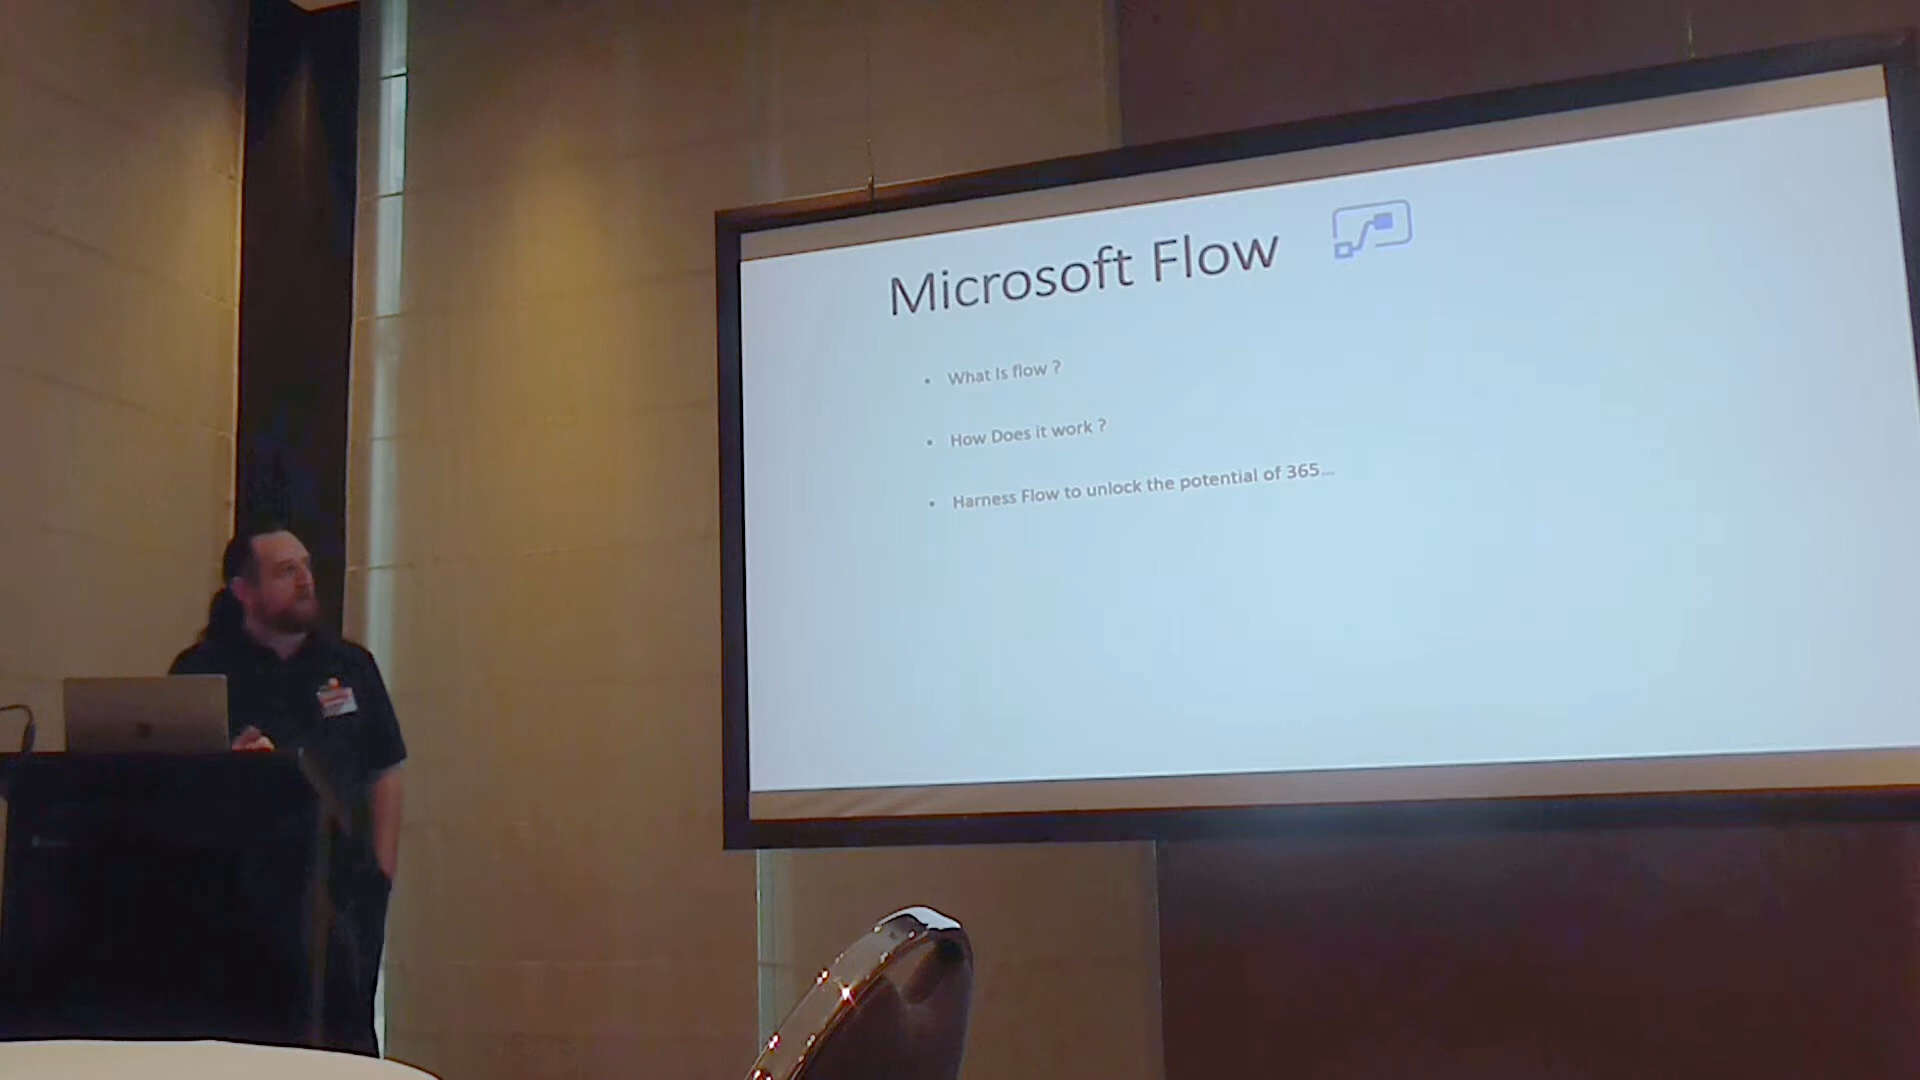 Microsoft Flow
• What Is flow ?
• How Does it work ?
• Harness Flow to unlock the potential of 365...